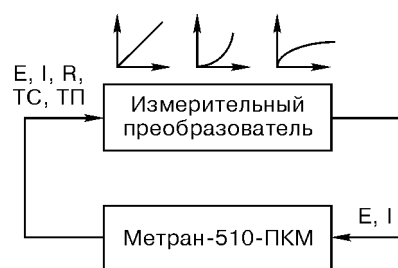 E, I, R,
ТС, ТП
Измерительный
преобразователь
E, I
Метран-510-ПКМ